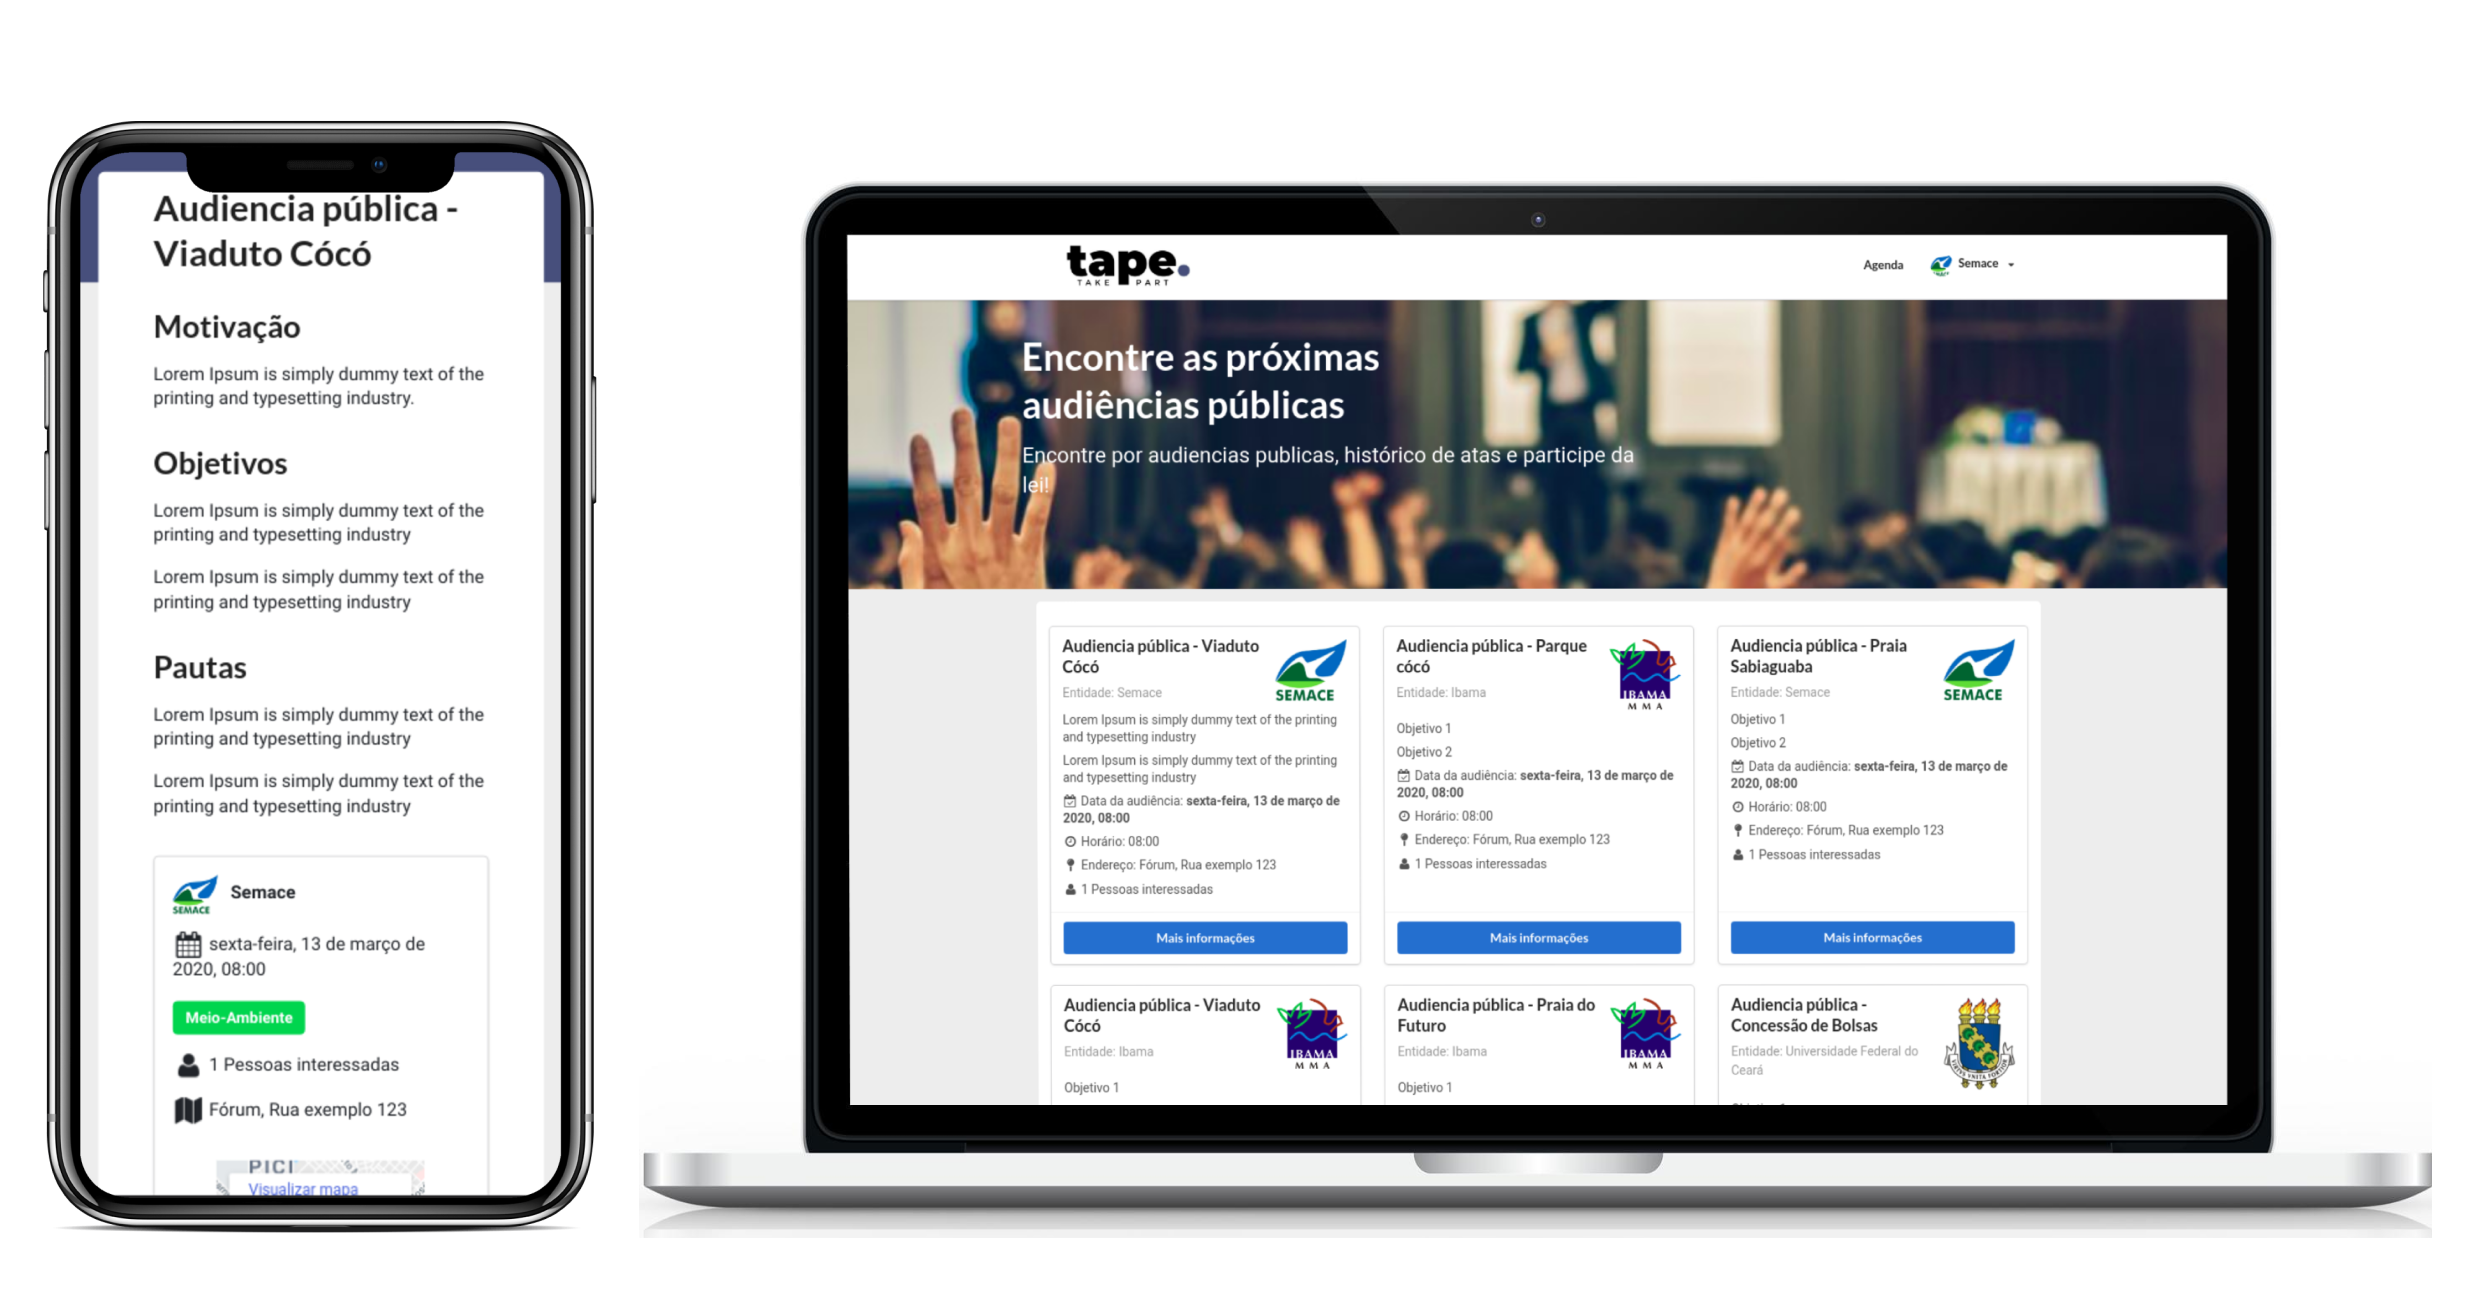 Audiencia pública -
Viaduto Cócó
Motivação
Lorem Ipsum is simply dummy text of the
printing and typesetting industry.
Objetivos
Lorem Ipsum is simply dummy text of the
printing and typesetting industry
Lorem Ipsum is simply dummy text of the
printing and typesetting industry
Pautas
Lorem Ipsum is simply dummy text of the
printing and typesetting industry
Lorem Ipsum is simply dummy text of the
printing and typesetting industry
SEMACE
Semace
sexta-feira, 13 de março de
2020, 08:00
Meio-Ambiente
1 Pessoas interessadas
Fórum, Rua exemplo 123
PICI
Visualizar mapa
tape.
TAKE PART
Agenda
Semace
Encontre as próximas
audiências públicas
Encontre por audiencias publicas, histórico de atas e participe da
lei!
Audiencia pública - Viaduto
Cócó
SEMACE
Entidade: Semace
Lorem Ipsum is simply dummy text of the printing
and typesetting industry
Lorem Ipsum is simply dummy text of the printing
and typesetting industry
Data da audiência: sexta-feira, 13 de março de
2020, 08:00
Horário: 08:00
Endereço: Fórum, Rua exemplo 123
1 Pessoas interessadas
Mais informações
Audiencia pública - Parque
cócó
IBAMA
M M A
Entidade: Ibama
Objetivo 1
Objetivo 2
Data da audiência: sexta-feira, 13 de março de
2020, 08:00
Horário: 08:00
Endereço: Fórum, Rua exemplo 123
1 Pessoas interessadas
Mais informações
Audiencia pública - Praia
Sabiaguaba
SEMACE
Entidade: Semace
Objetivo 1
Objetivo 2
Data da audiência: sexta-feira, 13 de março de
2020, 08:00
Horário: 08:00
Endereço: Fórum, Rua exemplo 123
1 Pessoas interessadas
Mais informações
Audiencia pública - Viaduto
Cócó
IBAMA
M M A
Entidade: Ibama
Objetivo 1
Audiencia pública - Praia do
Futuro
IBAMA
M M A
Entidade: Ibama
Objetivo 1
Audiencia pública -
Concessão de Bolsas
Entidade: Universidade Federal do
Ceará